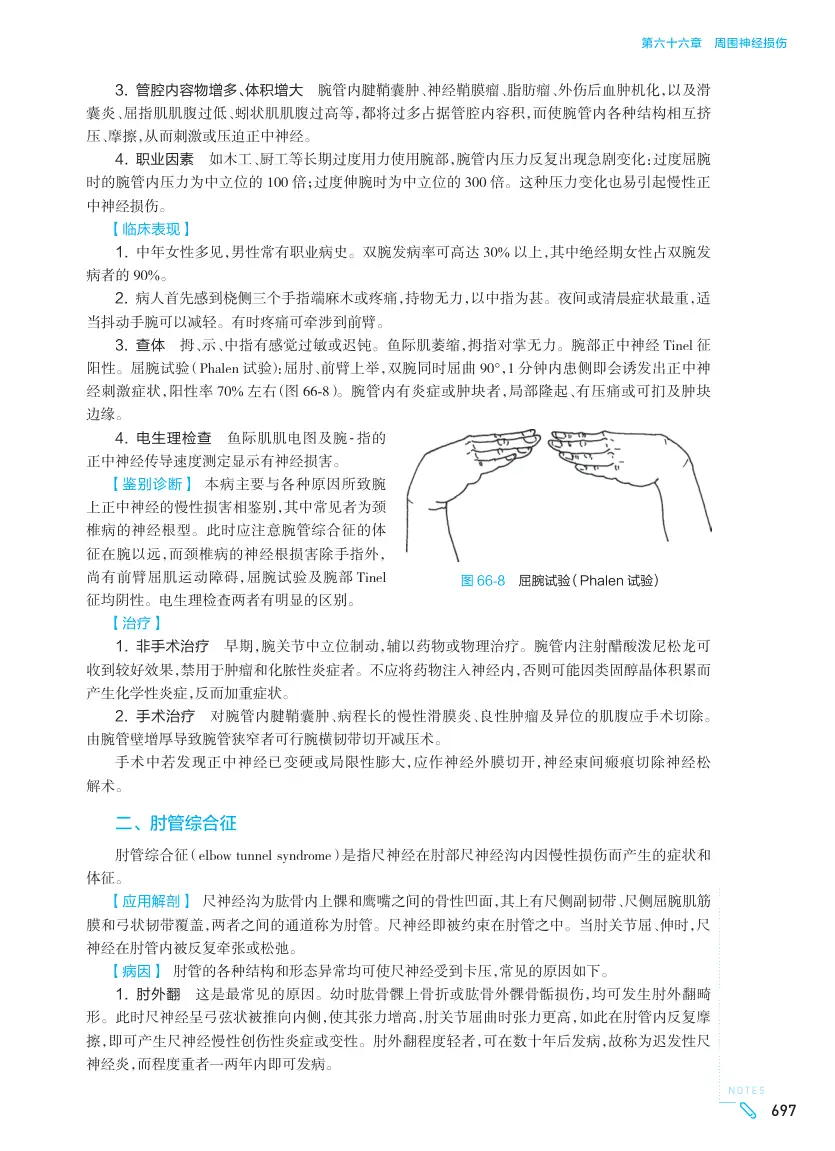 第六十六章 周围神经损伤
3. 管腔内容物增多、体积增大 腕管内腱鞘囊肿、神经鞘膜瘤、脂肪瘤、外伤后血肿机化,以及滑
囊炎、屈指肌肌腹过低、蚓状肌肌腹过高等,都将过多占据管腔内容积,而使腕管内各种结构相互挤
压、摩擦,从而刺激或压迫正中神经。
4. 职业因素 如木工、厨工等长期过度用力使用腕部,腕管内压力反复出现急剧变化:过度屈腕
时的腕管内压力为中立位的 100 倍;过度伸腕时为中立位的 300 倍。这种压力变化也易引起慢性正
中神经损伤。
【临床表现】
1. 中年女性多见,男性常有职业病史。双腕发病率可高达 30% 以上,其中绝经期女性占双腕发
病者的 90%。
2. 病人首先感到桡侧三个手指端麻木或疼痛,持物无力,以中指为甚。夜间或清晨症状最重,适
当抖动手腕可以减轻。有时疼痛可牵涉到前臂。
3. 查体 拇、示、中指有感觉过敏或迟钝。鱼际肌萎缩,拇指对掌无力。腕部正中神经 Tinel 征
阳性。屈腕试验(Phalen 试验):屈肘、前臂上举,双腕同时屈曲 90°,1 分钟内患侧即会诱发出正中神
经刺激症状,阳性率 70% 左右(图 66-8)。腕管内有炎症或肿块者,局部隆起、有压痛或可扪及肿块
边缘。
4. 电生理检查 鱼际肌肌电图及腕-指的
正中神经传导速度测定显示有神经损害。
【鉴别诊断】 本病主要与各种原因所致腕
上正中神经的慢性损害相鉴别,其中常见者为颈
椎病的神经根型。此时应注意腕管综合征的体
征在腕以远,而颈椎病的神经根损害除手指外,
尚有前臂屈肌运动障碍,屈腕试验及腕部 Tinel
征均阴性。电生理检查两者有明显的区别。
图 66-8 屈腕试验(Phalen 试验)
【治疗】
1. 非手术治疗 早期,腕关节中立位制动,辅以药物或物理治疗。腕管内注射醋酸泼尼松龙可
收到较好效果,禁用于肿瘤和化脓性炎症者。不应将药物注入神经内,否则可能因类固醇晶体积累而
产生化学性炎症,反而加重症状。
2. 手术治疗 对腕管内腱鞘囊肿、病程长的慢性滑膜炎、良性肿瘤及异位的肌腹应手术切除。
由腕管壁增厚导致腕管狭窄者可行腕横韧带切开减压术。
手术中若发现正中神经已变硬或局限性膨大,应作神经外膜切开,神经束间瘢痕切除神经松
解术。
二、肘管综合征
肘管综合征(elbow tunnel syndrome)是指尺神经在肘部尺神经沟内因慢性损伤而产生的症状和
体征。
【应用解剖】 尺神经沟为肱骨内上髁和鹰嘴之间的骨性凹面,其上有尺侧副韧带、尺侧屈腕肌筋
膜和弓状韧带覆盖,两者之间的通道称为肘管。尺神经即被约束在肘管之中。当肘关节屈、伸时,尺
神经在肘管内被反复牵张或松弛。
【病因】 肘管的各种结构和形态异常均可使尺神经受到卡压,常见的原因如下。
1. 肘外翻 这是最常见的原因。幼时肱骨髁上骨折或肱骨外髁骨骺损伤,均可发生肘外翻畸
形。此时尺神经呈弓弦状被推向内侧,使其张力增高,肘关节屈曲时张力更高,如此在肘管内反复摩
擦,即可产生尺神经慢性创伤性炎症或变性。肘外翻程度轻者,可在数十年后发病,故称为迟发性尺
神经炎,而程度重者一两年内即可发病。
NOTES
697